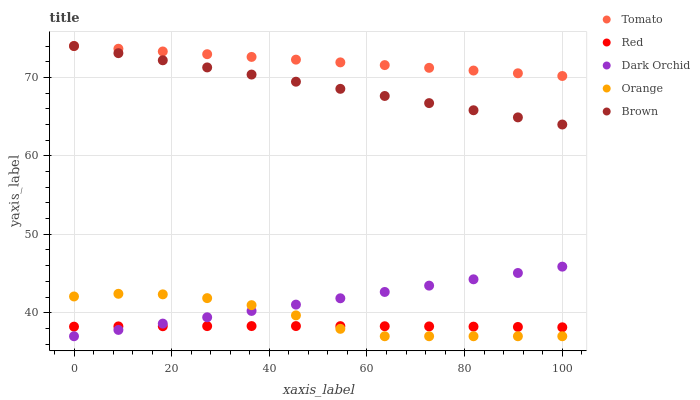 title
Tomato
Red
Dark Orchid
Orange
Brown
yaxis_label
70
60
50
40
0 20 40 60 80 100
xaxis_label